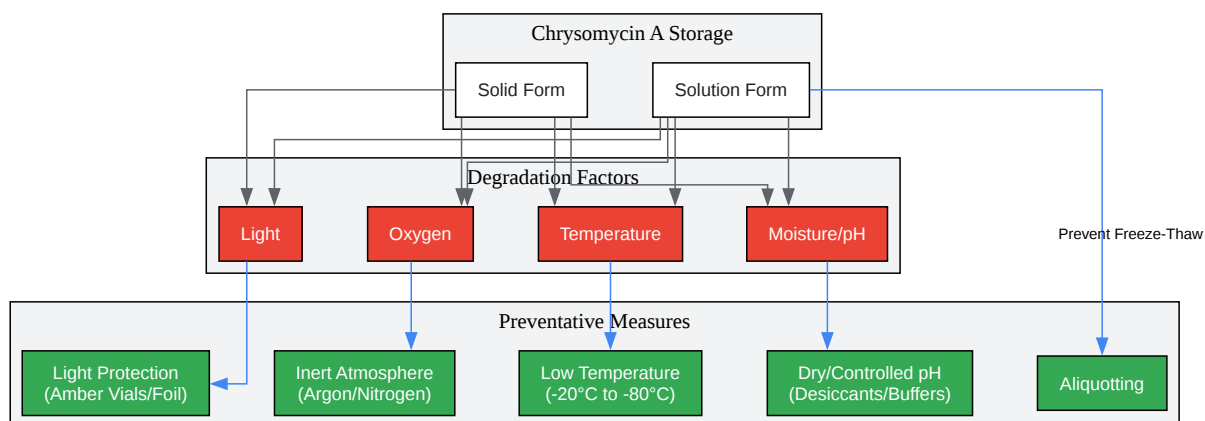 Chrysomycin A Storage
Solid Form
Solution Form
Degradation Factors
Light
Oxygen
Temperature
Moisture/pH
Prevent Freeze-Thaw
Preventative Measures
Light Protection
(Amber Vials/Foil)
Inert Atmosphere
(Argon/Nitrogen)
Low Temperature
(-20°C to -80°C)
Dry/Controlled pH
(Desiccants/Buffers)
Aliquotting